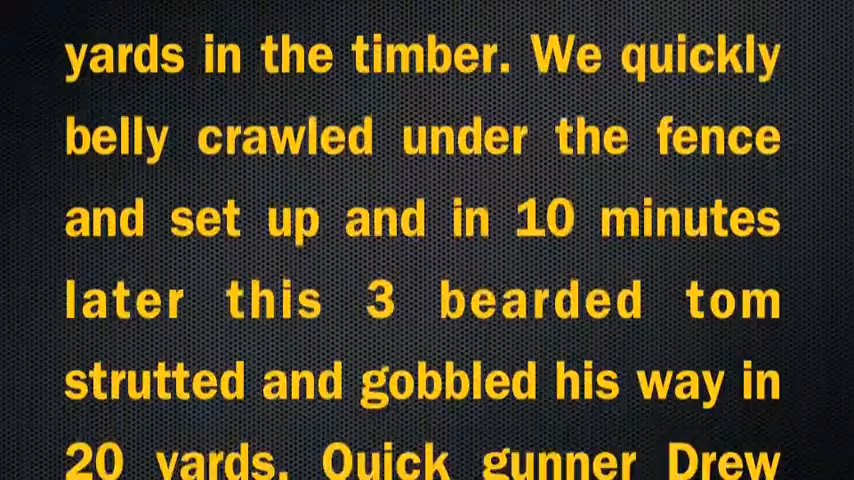 yards in the timber. We quickly
belly crawled under the fence
and set up and in 10 minutes
later this 3 bearded tom
strutted and gobbled his way in
20 yards. Quick gunner Drew